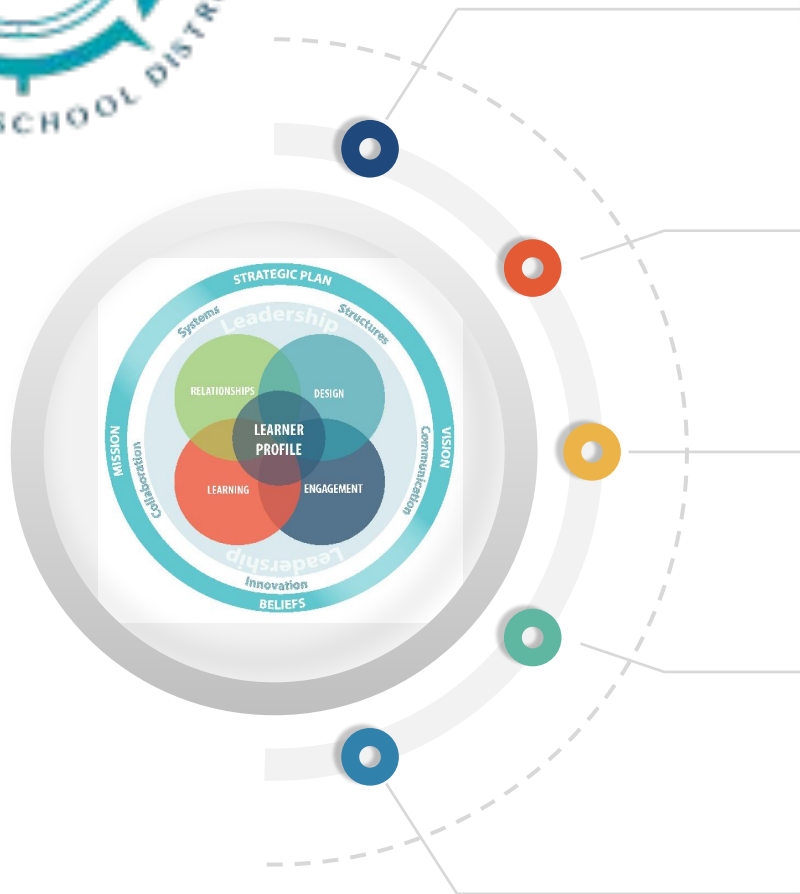 SCHOOL
STRATEGIC PLAN
Systems
Structures
Leadership
RELATIONSHIPS
DESIGN
LEARNER
PROFILE
MISSION
VISION
Collaboration
Communication
LEARNING
ENGAGEMENT
Leadership
Innovation
BELIEFS